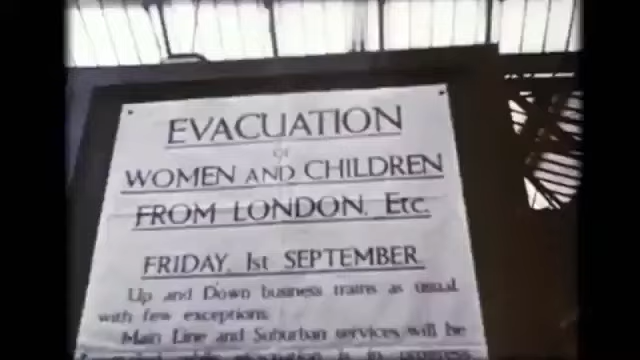 EVACUATION
OF
WOMEN AND CHILDREN
FROM LONDON, Etc.
FRIDAY, 1st SEPTEMBER.
Up and Down business trains as usual,
with few exceptions.
Main Line and Suburban services will be